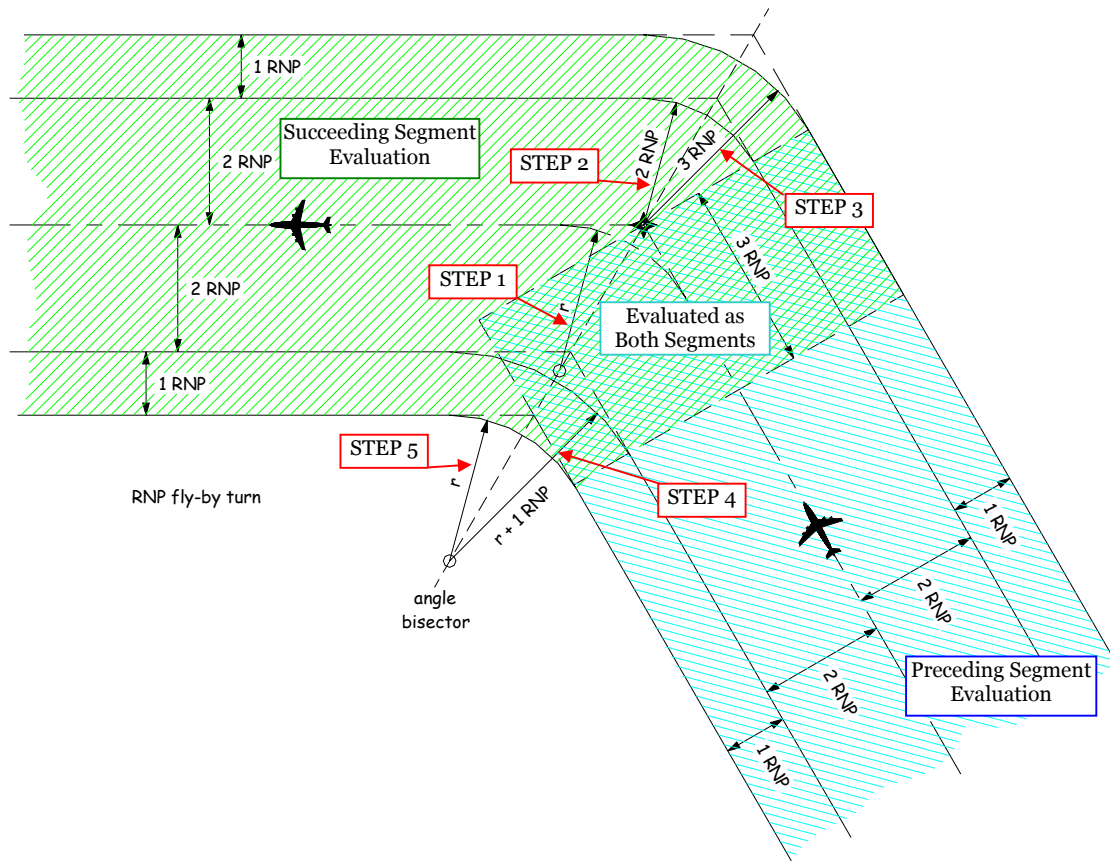 1 RNP
2 RNP
Succeeding Segment
Evaluation
STEP 2
2 RNP
3 RNP
STEP 3
2 RNP
STEP 1
r
3 RNP
Evaluated as
Both Segments
1 RNP
STEP 5
r
STEP 4
r + 1 RNP
RNP fly-by turn
angle
bisector
1 RNP
2 RNP
Preceding Segment
Evaluation
2 RNP
1 RNP